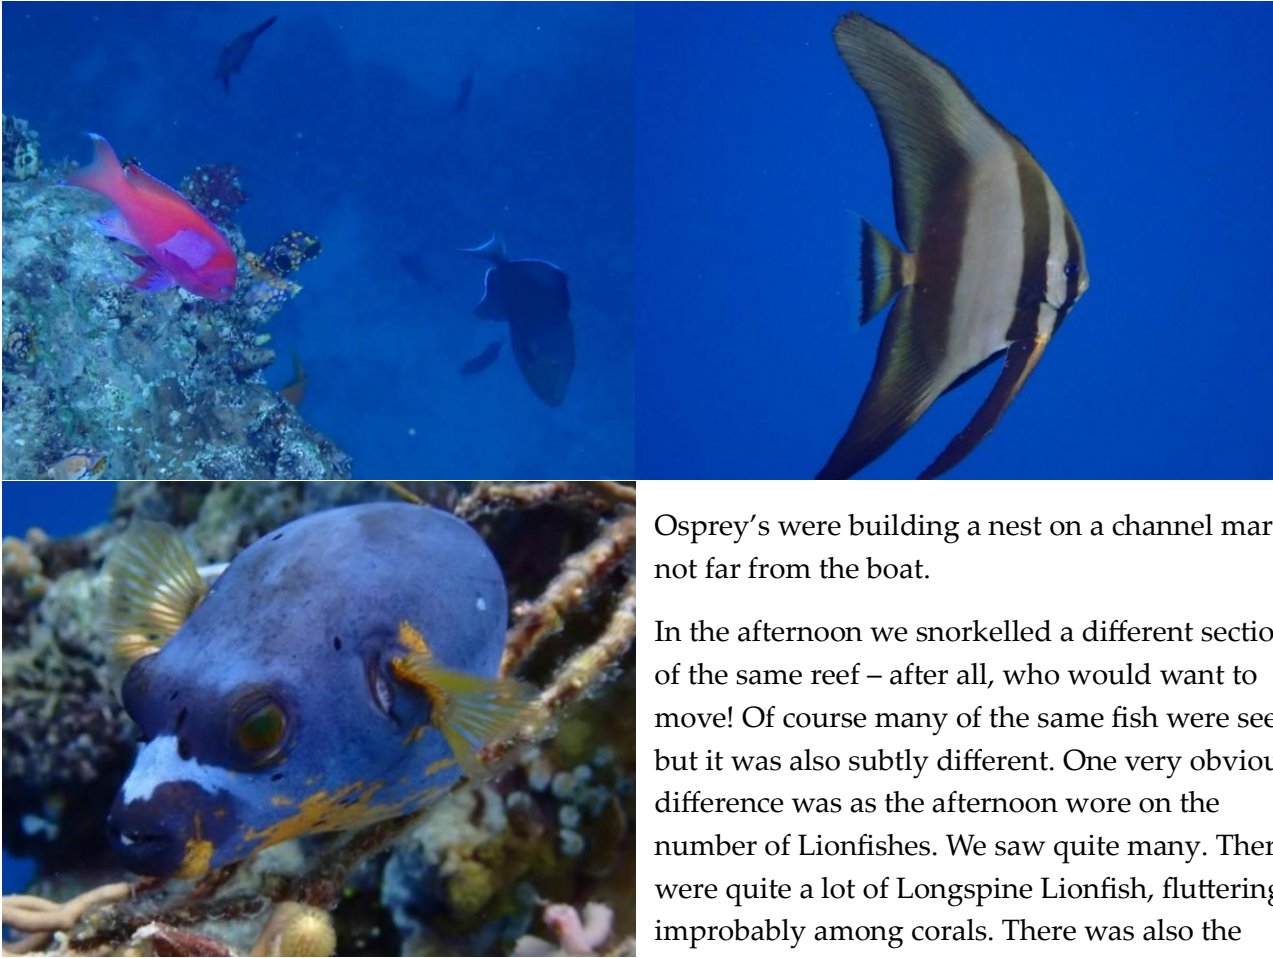 Osprey's were building a nest on a channel mar
not far from the boat.
In the afternoon we snorkelled a different sectio
of the same reef – after all, who would want to
move! Of course many of the same fish were see
but it was also subtly different. One very obviou
difference was as the afternoon wore on the
number of Lionfishes. We saw quite many. Ther
were quite a lot of Longspine Lionfish, fluttering
improbably among corals. There was also the